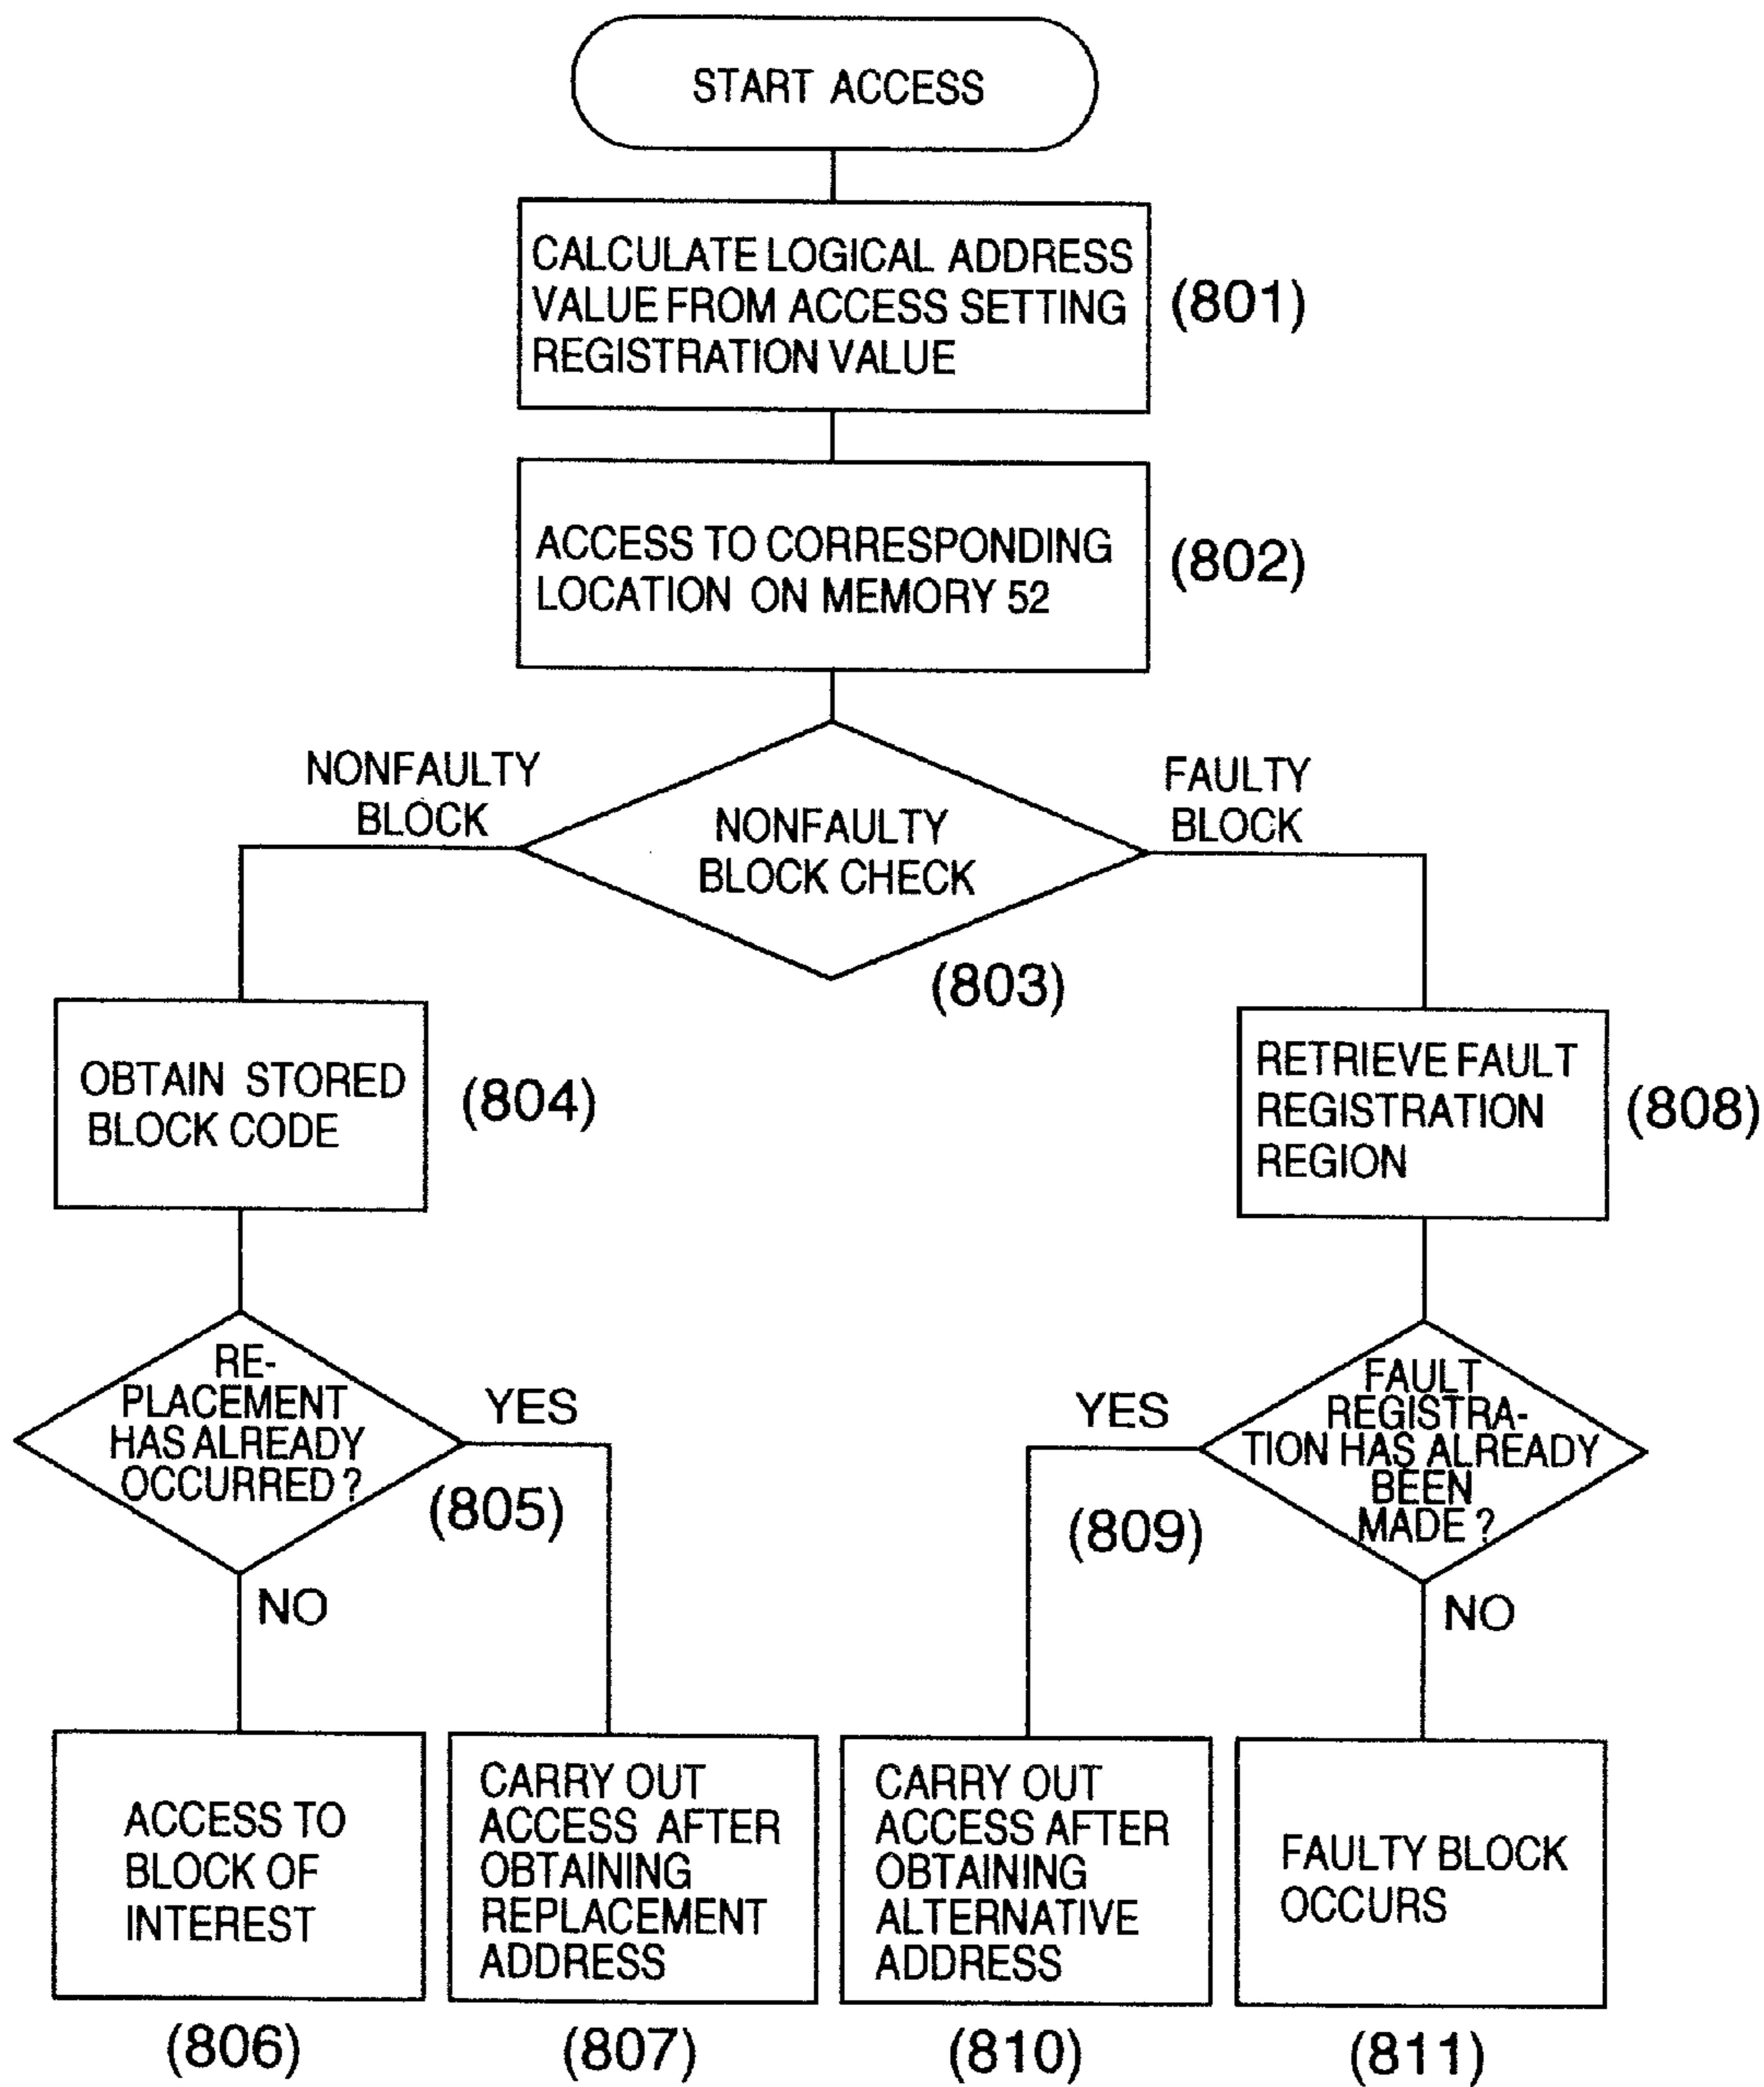 START ACCESS
CALCULATE LOGICAL ADDRESS
VALUE FROM ACCESS SETTING
REGISTRATION VALUE
(801)
ACCESS TO CORRESPONDING
LOCATION ON MEMORY 52
(802)
NONFAULTY
BLOCK
NONFAULTY
BLOCK CHECK
(803)
FAULTY
BLOCK
OBTAIN STORED
BLOCK CODE
(804)
RETRIEVE FAULT
REGISTRATION
REGION
(808)
RE-
PLACEMENT
HAS ALREADY
OCCURRED ?
YES
(805)
NO
YES
(809)
FAULT
REGISTRA-
TION HAS ALREADY
BEEN
MADE ?
NO
ACCESS TO
BLOCK OF
INTEREST
(806)
CARRY OUT
ACCESS AFTER
OBTAINING
REPLACEMENT
ADDRESS
(807)
CARRY OUT
ACCESS AFTER
OBTAINING
ALTERNATIVE
ADDRESS
(810)
FAULTY BLOCK
OCCURS
(811)